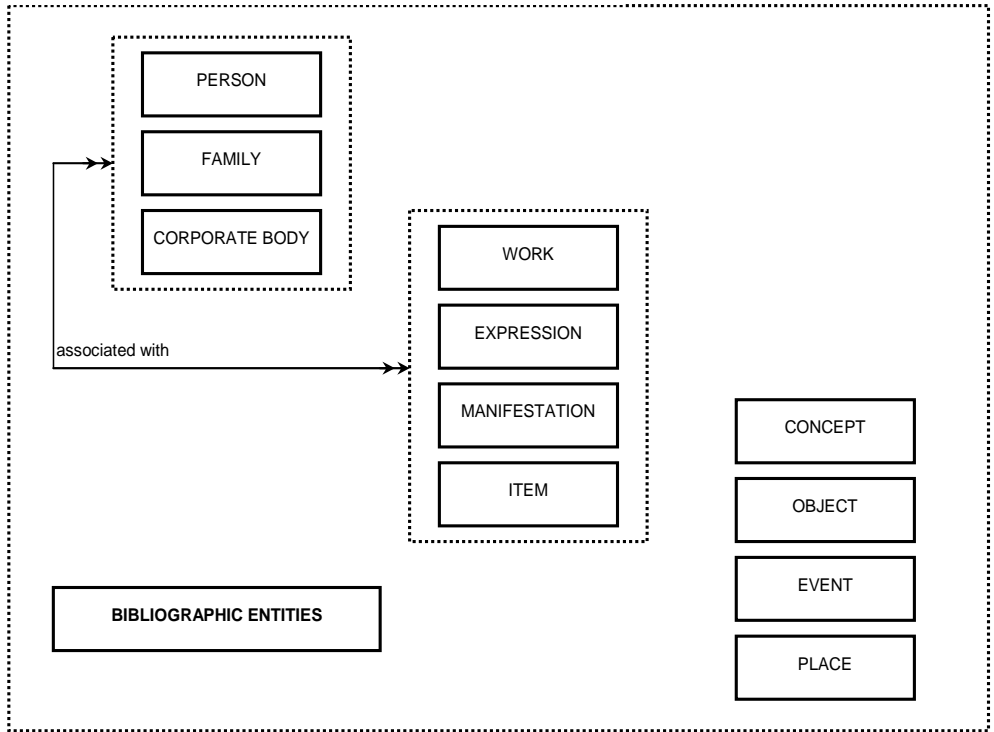 PERSON
FAMILY
CORPORATE BODY
associated with
WORK
EXPRESSION
MANIFESTATION
ITEM
CONCEPT
OBJECT
EVENT
PLACE
BIBLIOGRAPHIC ENTITIES